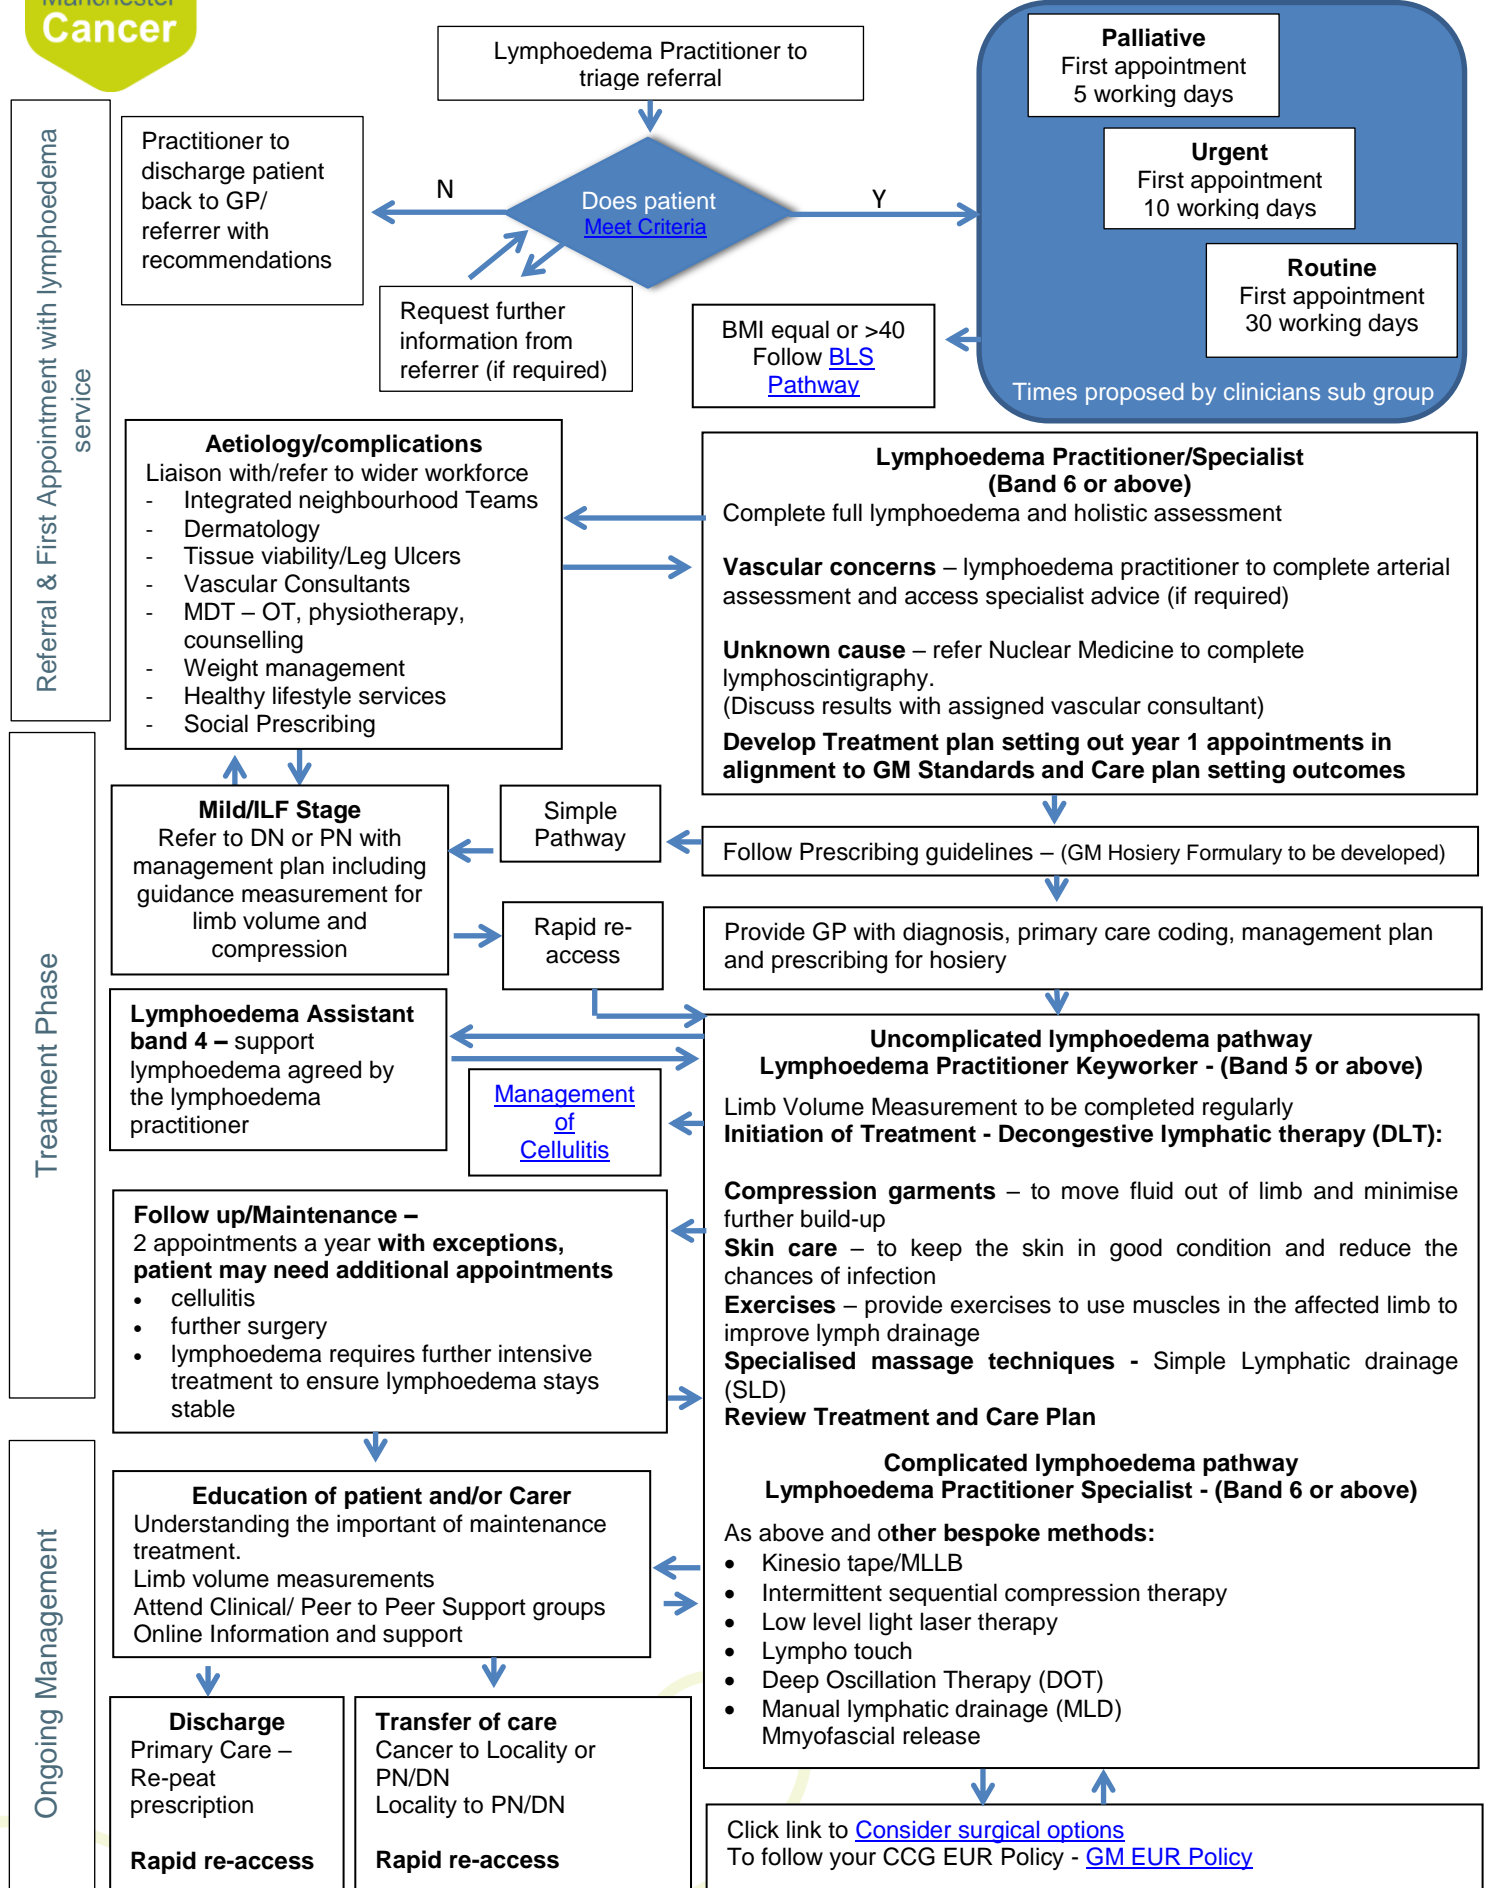 Manchester
Cancer
Lymphoedema Practitioner to
triage referral
Palliative
First appointment
5 working days
Urgent
First appointment
10 working days
Routine
First appointment
30 working days
Times proposed by clinicians sub group
Referral & First Appointment with lymphoedema
service
Practitioner to
discharge patient
back to GP/
referrer with
recommendations
N
Does patient
Meet Criteria
Y
Request further
information from
referrer (if required)
BMI equal or >40
Follow BLS
Pathway
Aetiology/complications
Liaison with/refer to wider workforce
- Integrated neighbourhood Teams
- Dermatology
- Tissue viability/Leg Ulcers
- Vascular Consultants
- MDT – OT, physiotherapy,
counselling
- Weight management
- Healthy lifestyle services
- Social Prescribing
Lymphoedema Practitioner/Specialist
(Band 6 or above)
Complete full lymphoedema and holistic assessment
Vascular concerns – lymphoedema practitioner to complete arterial
assessment and access specialist advice (if required)
Unknown cause – refer Nuclear Medicine to complete
lymphoscintigraphy.
(Discuss results with assigned vascular consultant)
Develop Treatment plan setting out year 1 appointments in
alignment to GM Standards and Care plan setting outcomes
Treatment Phase
Mild/ILF Stage
Refer to DN or PN with
management plan including
guidance measurement for
limb volume and
compression
Simple
Pathway
Follow Prescribing guidelines – (GM Hosiery Formulary to be developed)
Rapid re-
access
Provide GP with diagnosis, primary care coding, management plan
and prescribing for hosiery
Lymphoedema Assistant
band 4 – support
lymphoedema agreed by
the lymphoedema
practitioner
Management
of
Cellulitis
Uncomplicated lymphoedema pathway
Lymphoedema Practitioner Keyworker - (Band 5 or above)
Limb Volume Measurement to be completed regularly
Initiation of Treatment - Decongestive lymphatic therapy (DLT):
Compression garments – to move fluid out of limb and minimise
further build-up
Skin care – to keep the skin in good condition and reduce the
chances of infection
Exercises – provide exercises to use muscles in the affected limb to
improve lymph drainage
Specialised massage techniques - Simple Lymphatic drainage
(SLD)
Review Treatment and Care Plan
Complicated lymphoedema pathway
Lymphoedema Practitioner Specialist - (Band 6 or above)
As above and other bespoke methods:
• Kinesio tape/MLLB
• Intermittent sequential compression therapy
• Low level light laser therapy
• Lympho touch
• Deep Oscillation Therapy (DOT)
• Manual lymphatic drainage (MLD)
Mmyofascial release
Follow up/Maintenance –
2 appointments a year with exceptions,
patient may need additional appointments
• cellulitis
• further surgery
• lymphoedema requires further intensive
treatment to ensure lymphoedema stays
stable
Ongoing Management
Education of patient and/or Carer
Understanding the important of maintenance
treatment.
Limb volume measurements
Attend Clinical/ Peer to Peer Support groups
Online Information and support
Discharge
Primary Care –
Re-peat
prescription
Rapid re-access
Transfer of care
Cancer to Locality or
PN/DN
Locality to PN/DN
Rapid re-access
Click link to Consider surgical options
To follow your CCG EUR Policy - GM EUR Policy